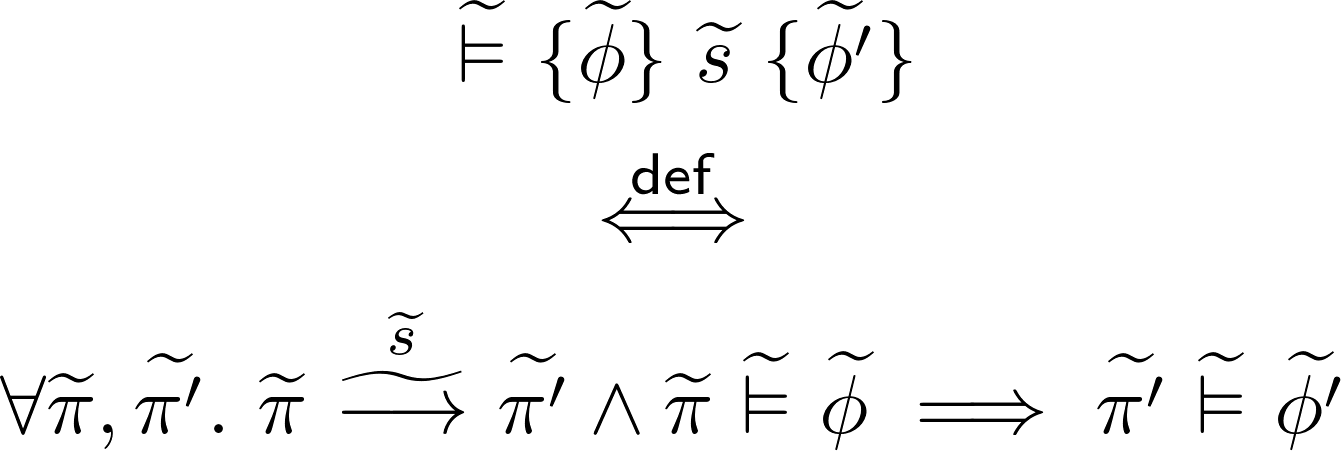 ⊨̃ {ϕ̃} s̃ {ϕ̃′}
def
⟺
s̃
∀π̃, π̃′. π̃ ⟶̃ π̃′ ∧ π̃ ⊨̃ ϕ̃ ⟹ π̃′ ⊨̃ ϕ̃′